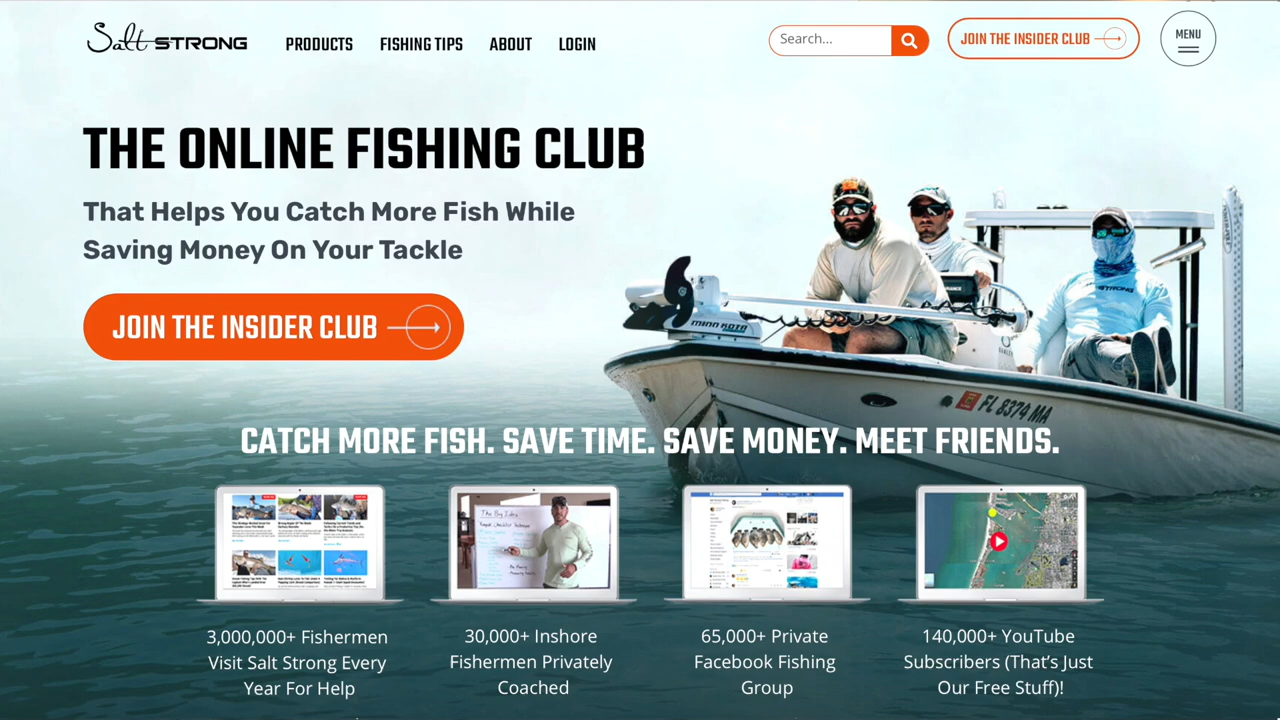 Salt STRONG
PRODUCTS
FISHING TIPS
ABOUT
LOGIN
Search...
JOIN THE INSIDER CLUB
MENU
THE ONLINE FISHING CLUB
That Helps You Catch More Fish While
Saving Money On Your Tackle
JOIN THE INSIDER CLUB
MINN KOTA
FL 8374 MA
CATCH MORE FISH. SAVE TIME. SAVE MONEY. MEET FRIENDS.
The Big Idea
3,000,000+ Fishermen
Visit Salt Strong Every
Year For Help
30,000+ Inshore
Fishermen Privately
Coached
65,000+ Private
Facebook Fishing
Group
140,000+ YouTube
Subscribers (That's Just
Our Free Stuff)!